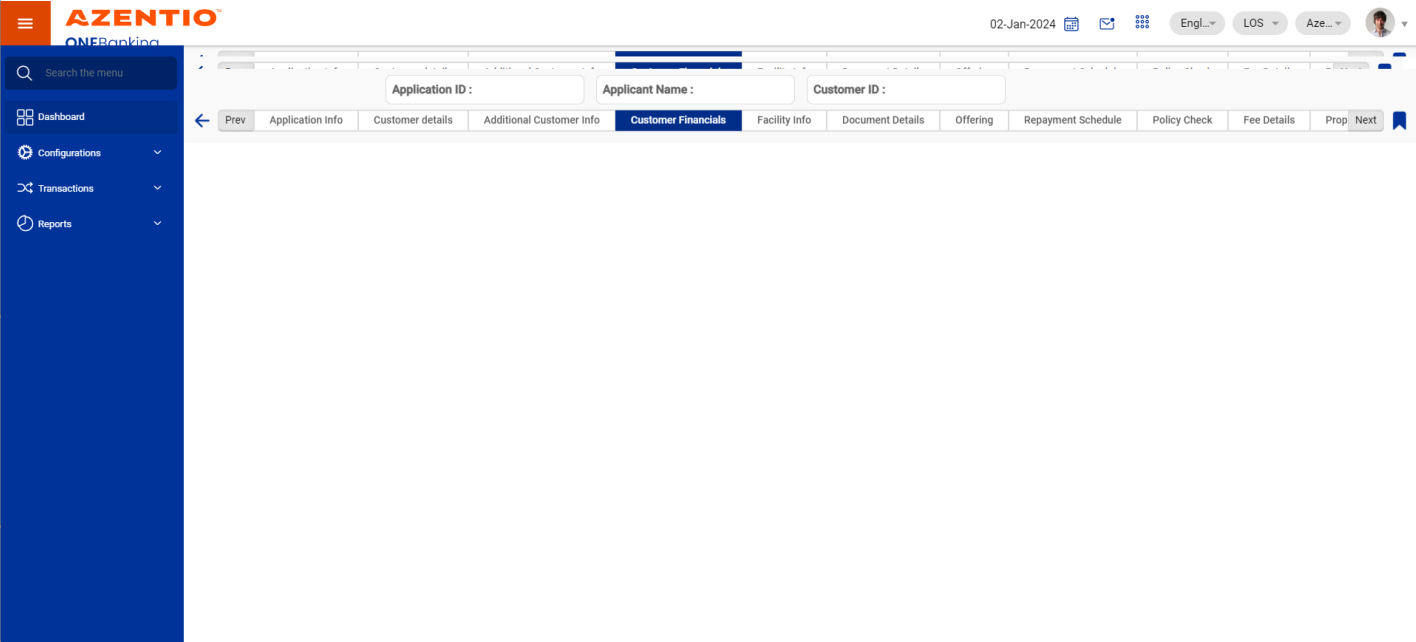 AZENTIO
ONEBanking
02-Jan-2024
Engl...
LOS
Aze...
Search the menu
Dashboard
Configurations
Transactions
Reports
Application ID :
Applicant Name :
Customer ID :
Prev
Application Info
Customer details
Additional Customer Info
Customer Financials
Facility Info
Document Details
Offering
Repayment Schedule
Policy Check
Fee Details
Prop
Next